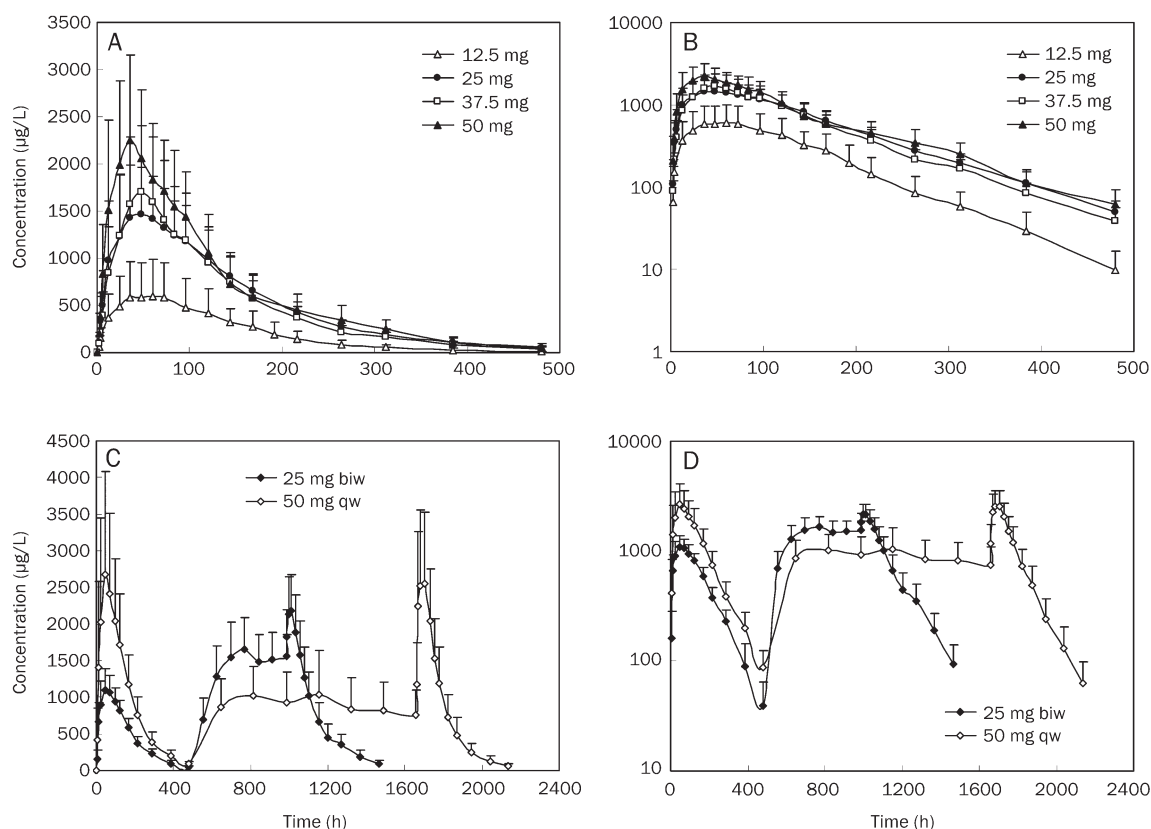 A
Concentration (µg/L)
3500
3000
2500
2000
1500
1000
500
0
0 100 200 300 400 500
12.5 mg
25 mg
37.5 mg
50 mg
B
10000
1000
100
10
1
0 100 200 300 400 500
12.5 mg
25 mg
37.5 mg
50 mg
C
Concentration (µg/L)
4500
4000
3500
3000
2500
2000
1500
1000
500
0
0 400 800 1200 1600 2000 2400
Time (h)
25 mg biw
50 mg qw
D
10000
1000
100
10
0 400 800 1200 1600 2000 2400
Time (h)
25 mg biw
50 mg qw